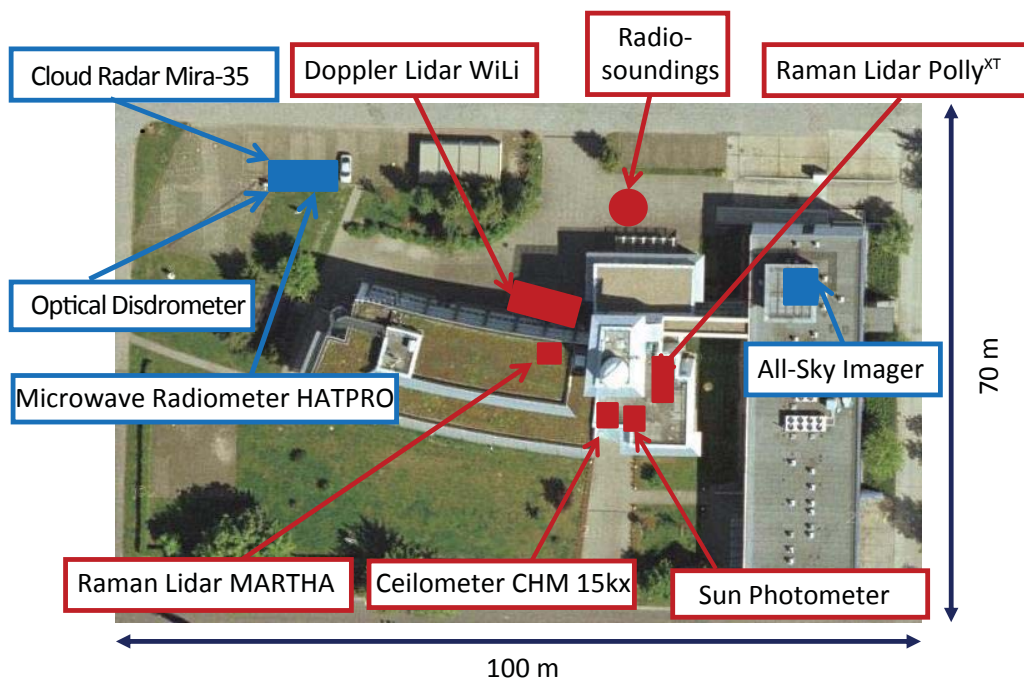 Radio-
soundings
Cloud Radar Mira-35
Doppler Lidar WiLi
Raman Lidar Polly^XT
Optical Disdrometer
Microwave Radiometer HATPRO
All-Sky Imager
70 m
Raman Lidar MARTHA
Ceilometer CHM 15kx
Sun Photometer
100 m